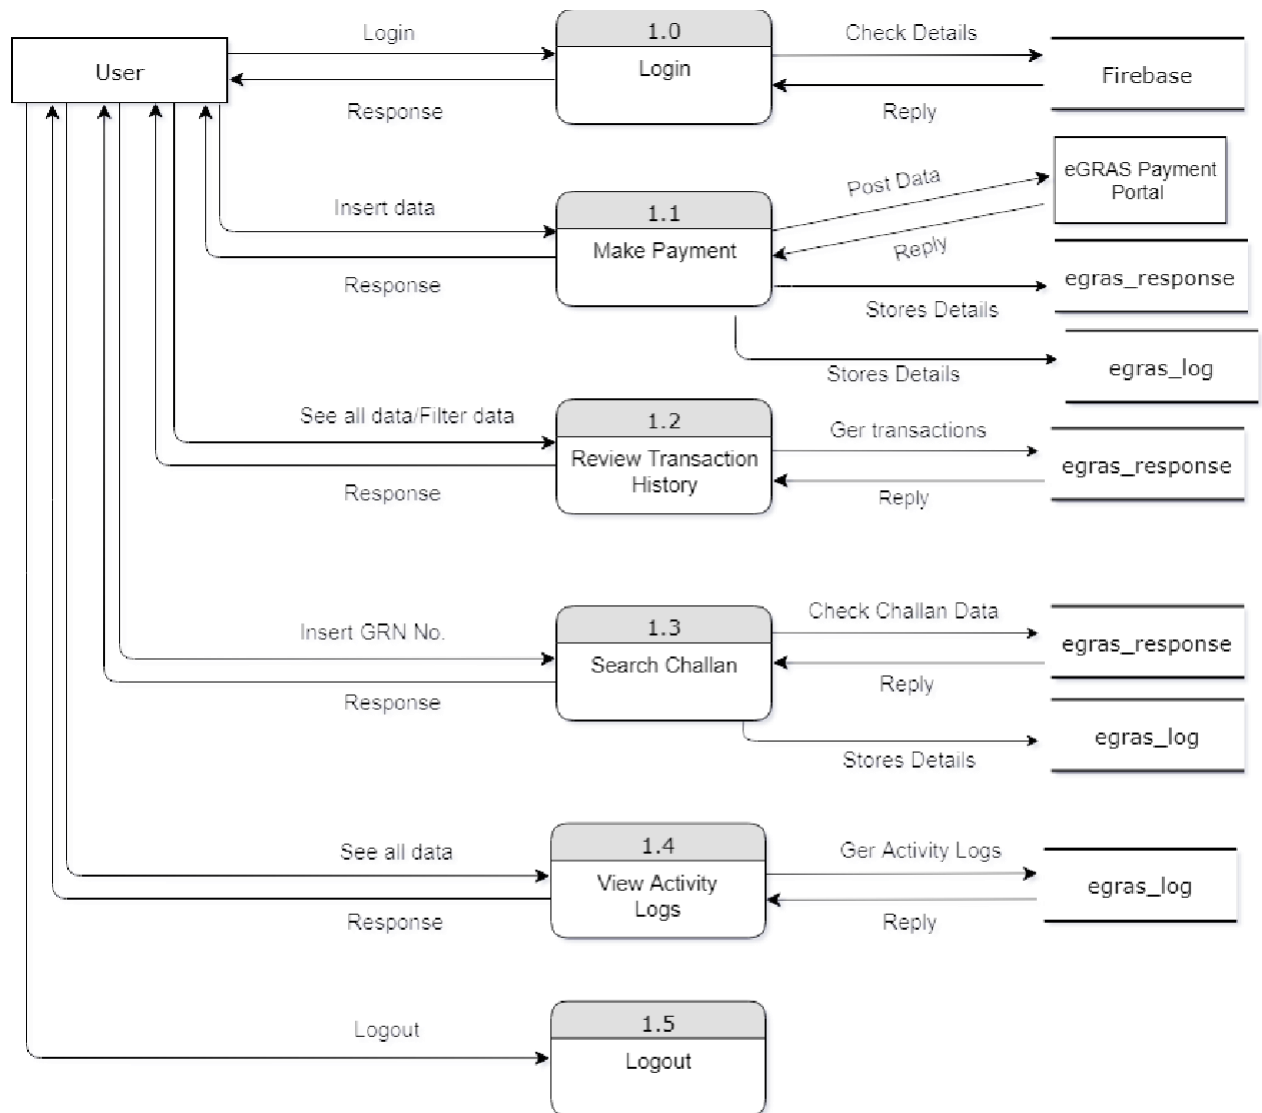 1.0
Login
Check Details
User
Login
Firebase
Response
Reply
eGRAS Payment
Portal
Post Data
Insert data
1.1
Make Payment
Reply
Response
egras_response
Stores Details
egras_log
Stores Details
See all data/Filter data
1.2
Ger transactions
Review Transaction
History
egras_response
Response
Reply
Insert GRN No.
1.3
Check Challan Data
Search Challan
egras_response
Response
Reply
egras_log
Stores Details
See all data
1.4
Ger Activity Logs
View Activity
Logs
egras_log
Response
Reply
Logout
1.5
Logout